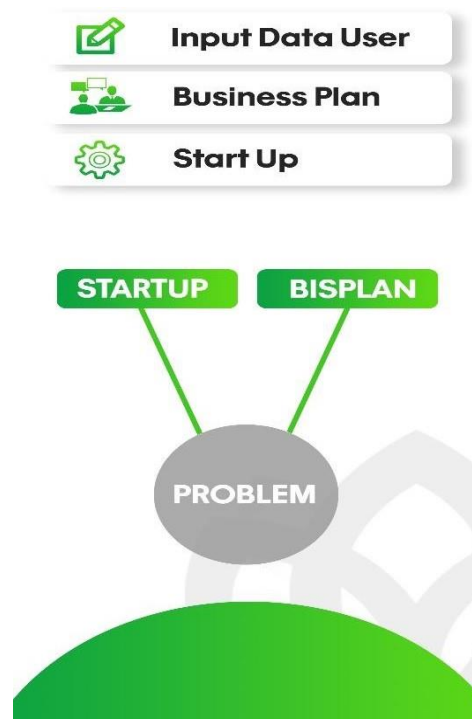 Input Data User
Business Plan
Start Up
STARTUP
BISPLAN
PROBLEM